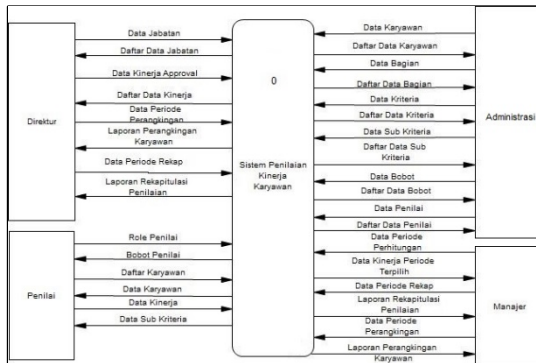 Data Jabatan
Daftar Data Jabatan
Data Kinerja Approval
Daftar Data Kinerja
Data Periode
Perangkingan
Laporan Perangkingan
Karyawan
Data Periode Rekap
Laporan Rekapitulasi
Penilaian
Direktur
Role Penilai
Bobot Penilai
Daftar Karyawan
Data Karyawan
Data Kinerja
Data Sub Kriteria
Penilai
0
Sistem Penilaian
Kinerja
Karyawan
Data Karyawan
Daftar Data Karyawan
Data Bagian
Daftar Data Bagian
Data Kriteria
Daftar Data Kriteria
Data Sub Kriteria
Daftar Data Sub
Kriteria
Data Bobot
Daftar Data Bobot
Data Penilai
Daftar Data Penilai
Administrasi
Data Periode
Perhitungan
Data Kinerja Periode
Terpilih
Data Periode Rekap
Laporan Rekapitulasi
Penilaian
Data Periode
Perangkingan
Laporan Perangkingan
Karyawan
Manajer